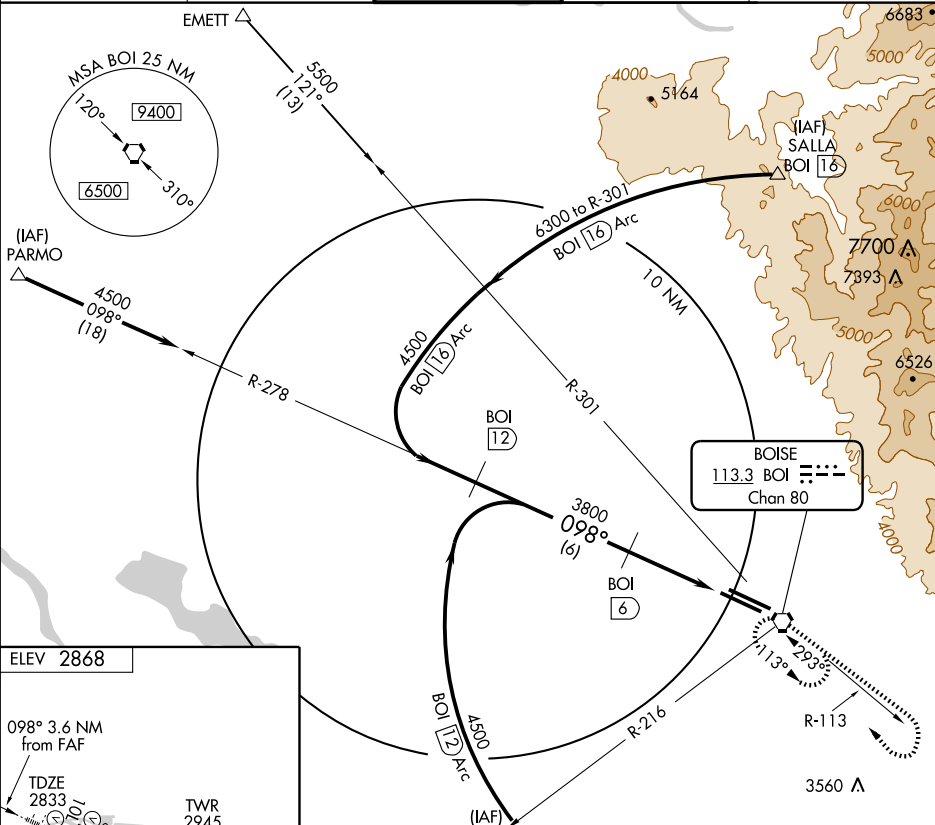 EMETT
6683
5000
MSA BOI 25 NM
120°
9400
6500
310°
5500
121°
(13)
4000
5164
(IAF)
SALLA
BOI 16
6000
6300 to R-301
BOI 16 Arc
(IAF)
PARMO
7700
7393
10 NM
4500
098°
(18)
4500
BOI 16 Arc
5000
6526
R-278
R-301
BOI
12
BOISE
113.3 BOI
Chan 80
3800
098°
(6)
BOI
6
113°
293°
R-113
R-216
4500
BOI 12 Arc
3560
(IAF)
ELEV 2868
098° 3.6 NM
from FAF
TDZE
2833
10L
TWR
2945